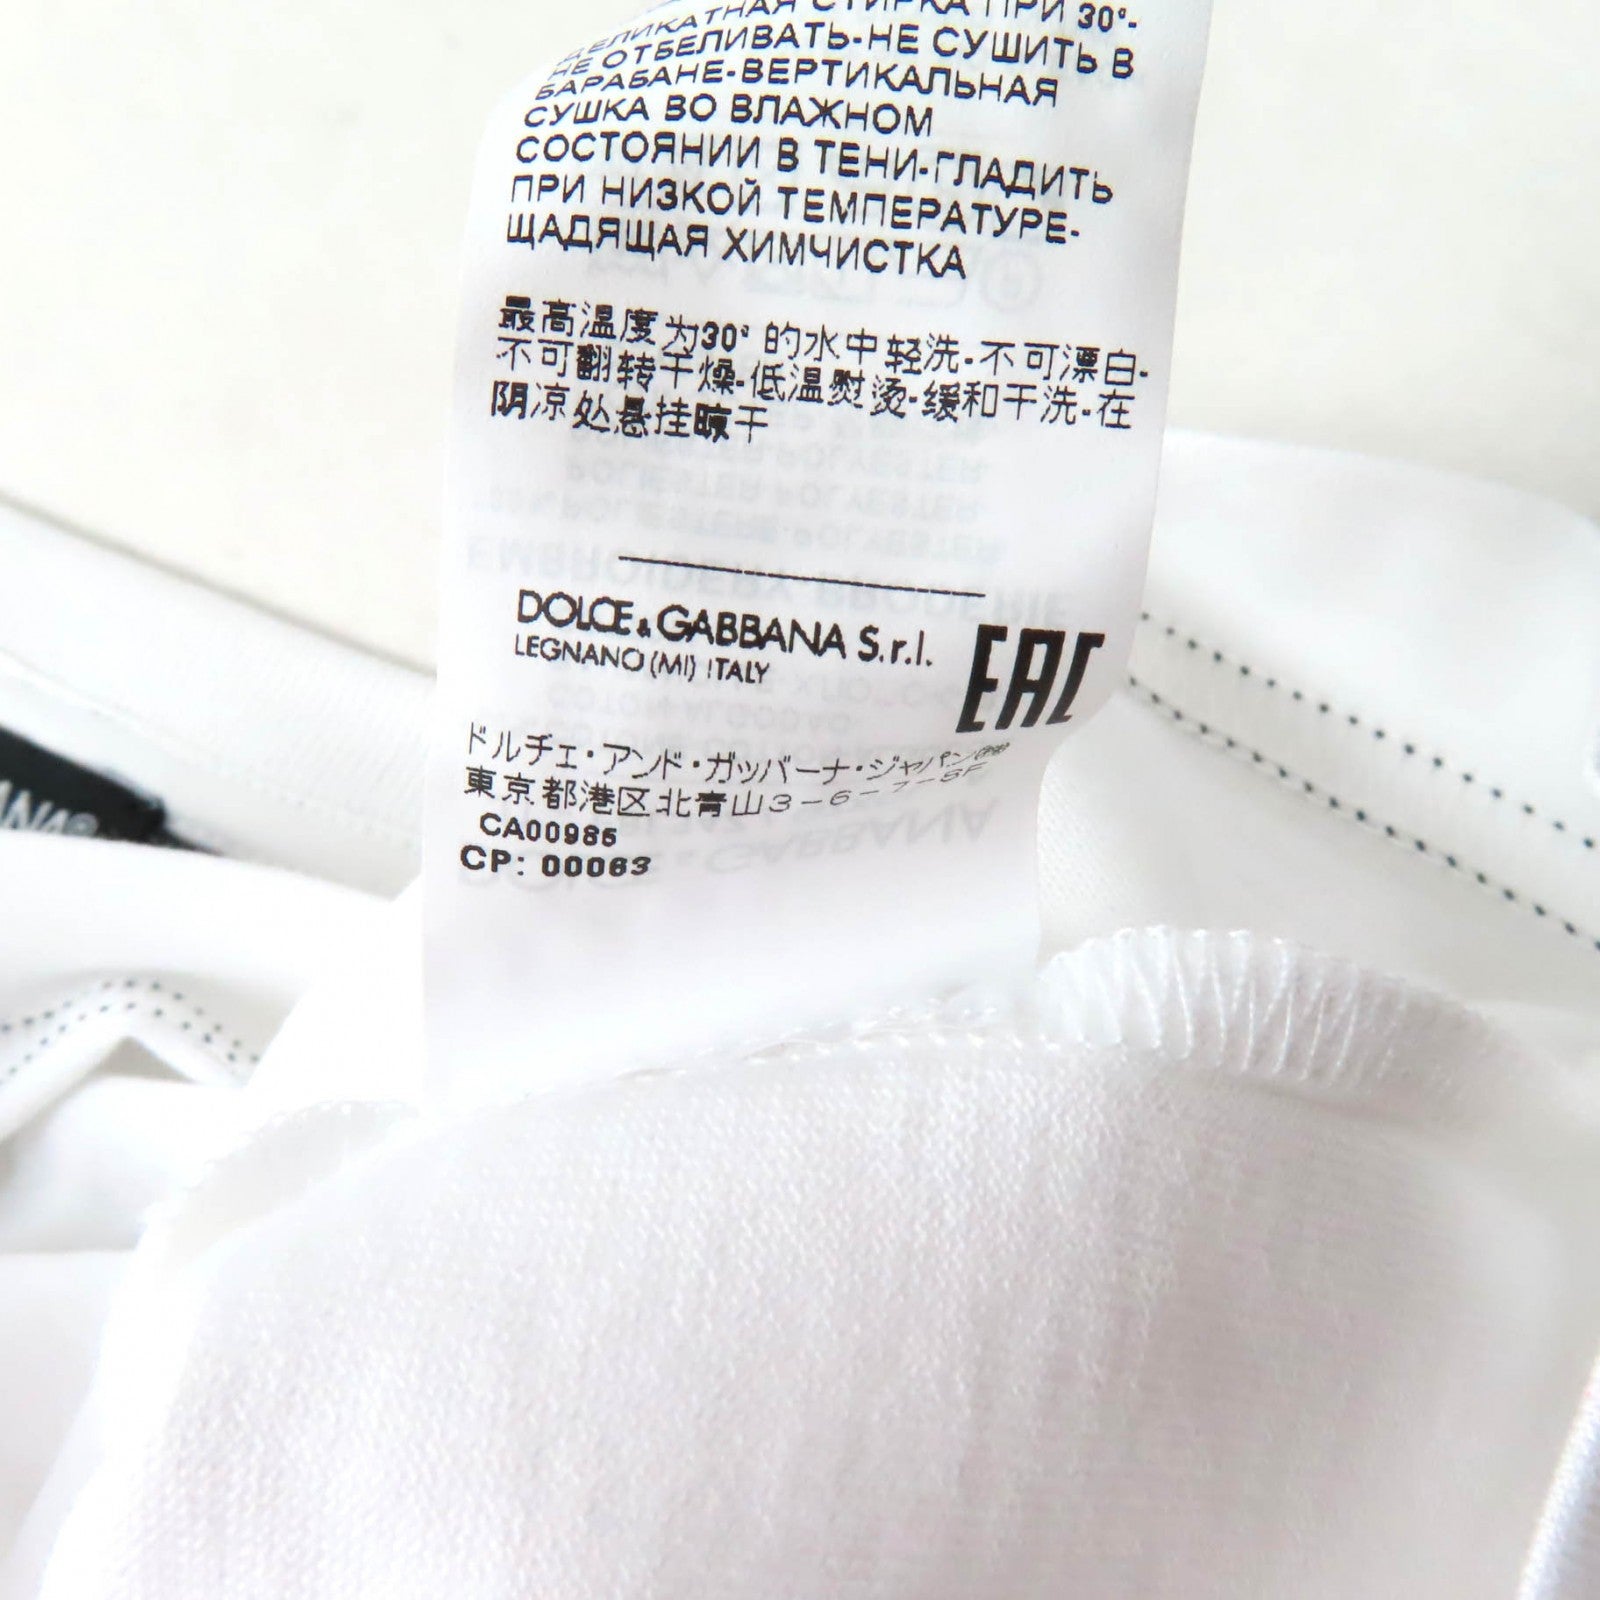 ДЕЛИКАТНАЯ СТИРКА ПРИ 30°-
НЕ ОТБЕЛИВАТЬ-НЕ СУШИТЬ В
БАРАБАНЕ-ВЕРТИКАЛЬНАЯ
СУШКА ВО ВЛАЖНОМ
СОСТОЯНИИ В ТЕНИ-ГЛАДИТЬ
ПРИ НИЗКОЙ ТЕМПЕРАТУРЕ-
ЩАДЯЩАЯ ХИМЧИСТКА
最高温度为30°的水中轻洗-不可漂白-
不可翻转干燥-低温熨烫-缓和干洗-在
阴凉处悬挂晾干
DOLCE & GABBANA S.r.l.
LEGNANO (MI) ITALY
EAC
ドルチェ・アンド・ガッバーナ・ジャパン㈱
東京都港区北青山3-6-7-5F
CA00985
CP: 00063